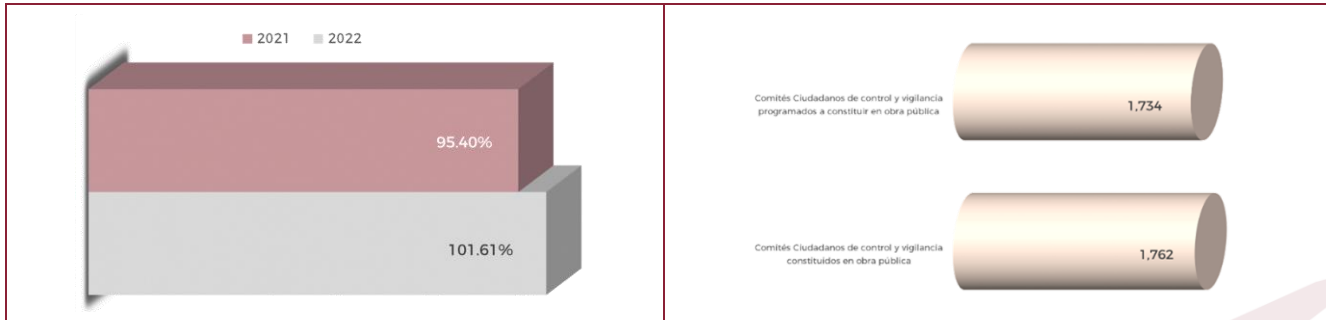 2021 2022
95.40%
101.61%
Comités Ciudadanos de control y vigilancia
programados a constituir en obra pública
1,734
Comités Ciudadanos de control y vigilancia
constituidos en obra pública
1,762